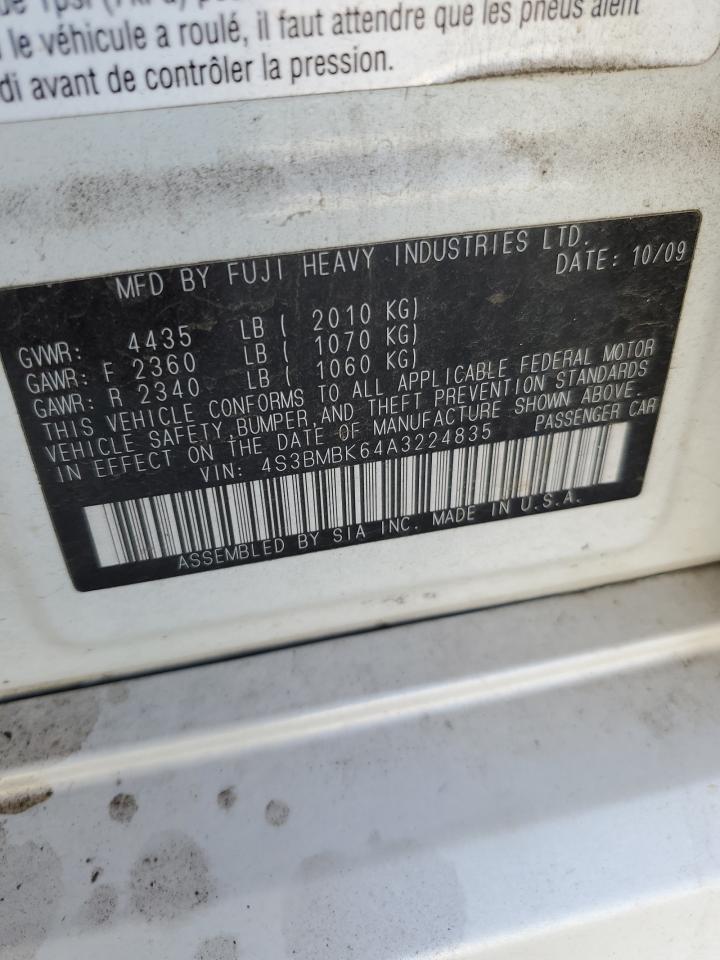 le véhicule a roulé, il faut attendre que les pneus aient
di avant de contrôler la pression.
MFD BY FUJI HEAVY INDUSTRIES LTD.
DATE: 10/09
GVWR: 4435 LB ( 2010 KG)
GAWR: F 2360 LB ( 1070 KG)
GAWR: R 2340 LB ( 1060 KG)
THIS VEHICLE CONFORMS TO ALL APPLICABLE FEDERAL MOTOR
VEHICLE SAFETY,BUMPER,AND THEFT PREVENTION STANDARDS
IN EFFECT ON THE DATE OF MANUFACTURE SHOWN ABOVE.
VIN: 4S3BMBK64A3224835 PASSENGER CAR
ASSEMBLED BY SIA INC. MADE IN U.S.A.